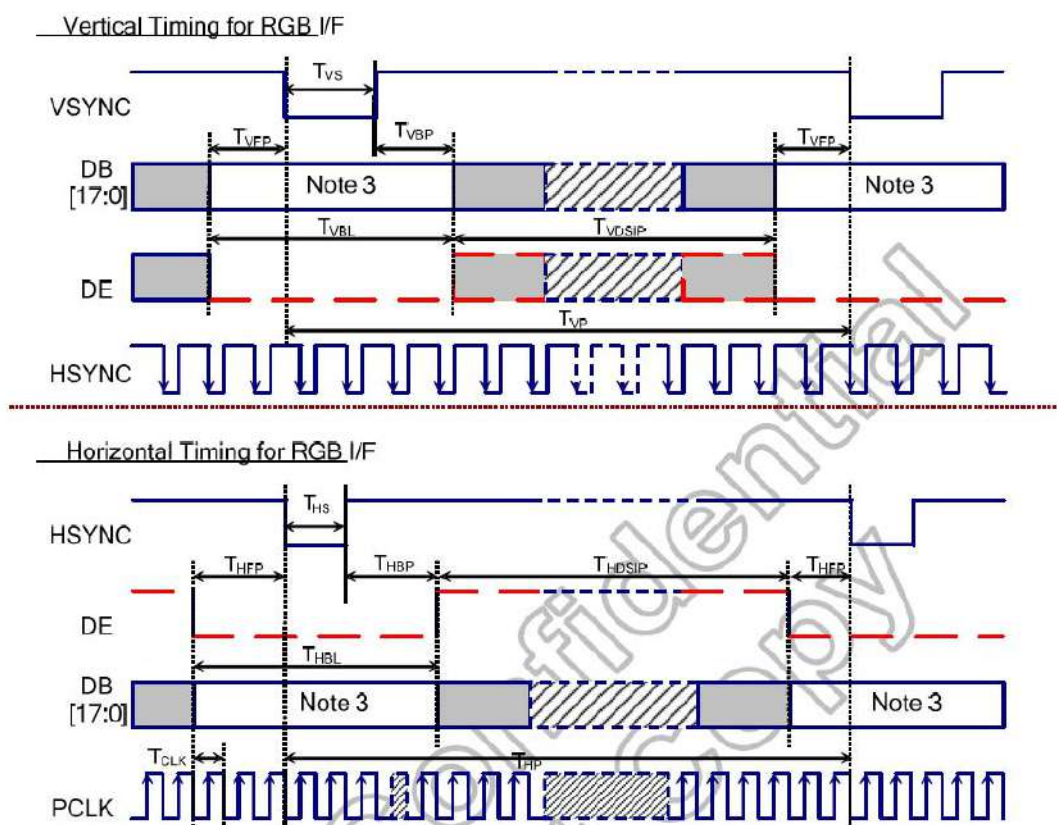 Vertical Timing for RGB I/F
TVS
VSYNC
TVFP
TVBP
TVFP
DB
[17:0]
Note 3
Note 3
TVBL
TVDSIP
DE
TVP
HSYNC
Horizontal Timing for RGB I/F
THS
HSYNC
THFP
THBP
THDSIP
THFP
DE
THBL
DB
[17:0]
Note 3
Note 3
TCLK
THP
PCLK
Confidential
Copy